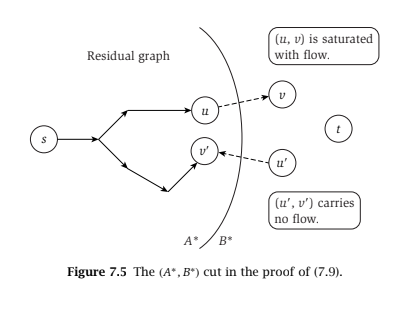 (u, v) is saturated
with flow.
Residual graph
v
u
s
t
v′
u′
(u′, v′) carries
no flow.
A* B*
Figure 7.5 The (A*, B*) cut in the proof of (7.9).